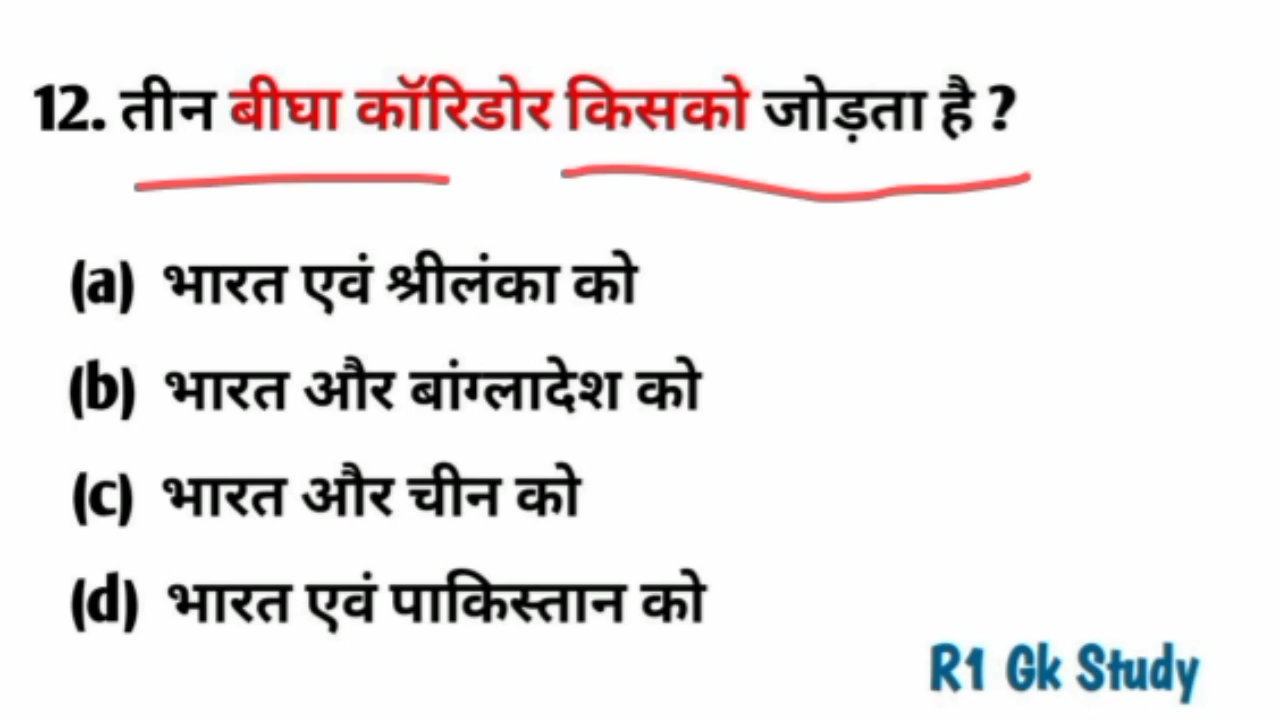 12. तीन बीघा कॉरिडोर किसको जोड़ता है ?
(a) भारत एवं श्रीलंका को
(b) भारत और बांग्लादेश को
(c) भारत और चीन को
(d) भारत एवं पाकिस्तान को
R1 Gk Study